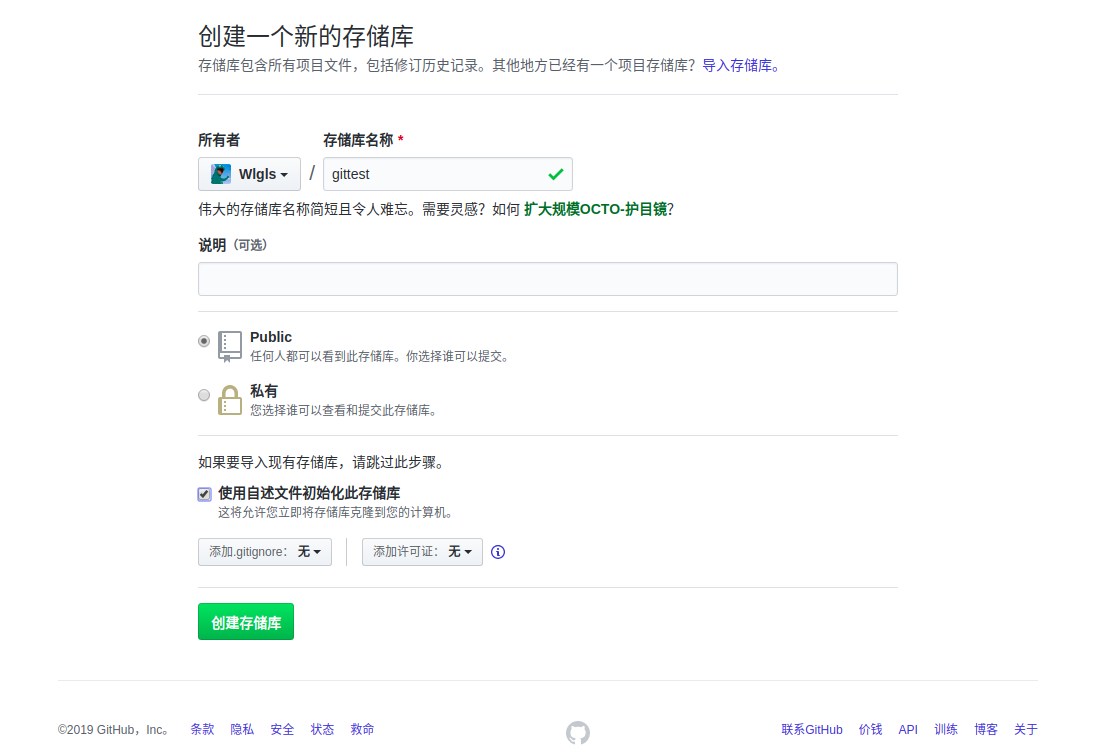 创建一个新的存储库
存储库包含所有项目文件，包括修订历史记录。其他地方已经有一个项目存储库？导入存储库。
所有者
存储库名称 *
Wlgls
/
gittest
伟大的存储库名称简短且令人难忘。需要灵感？如何 扩大规模OCTO-护目镜?
说明（可选）
Public
任何人都可以看到此存储库。你选择谁可以提交。
私有
您选择谁可以查看和提交此存储库。
如果要导入现有存储库，请跳过此步骤。
使用自述文件初始化此存储库
这将允许您立即将存储库克隆到您的计算机。
添加.gitignore： 无
添加许可证： 无
创建存储库
©2019 GitHub，Inc。 条款 隐私 安全 状态 救命
联系GitHub 价钱 API 训练 博客 关于